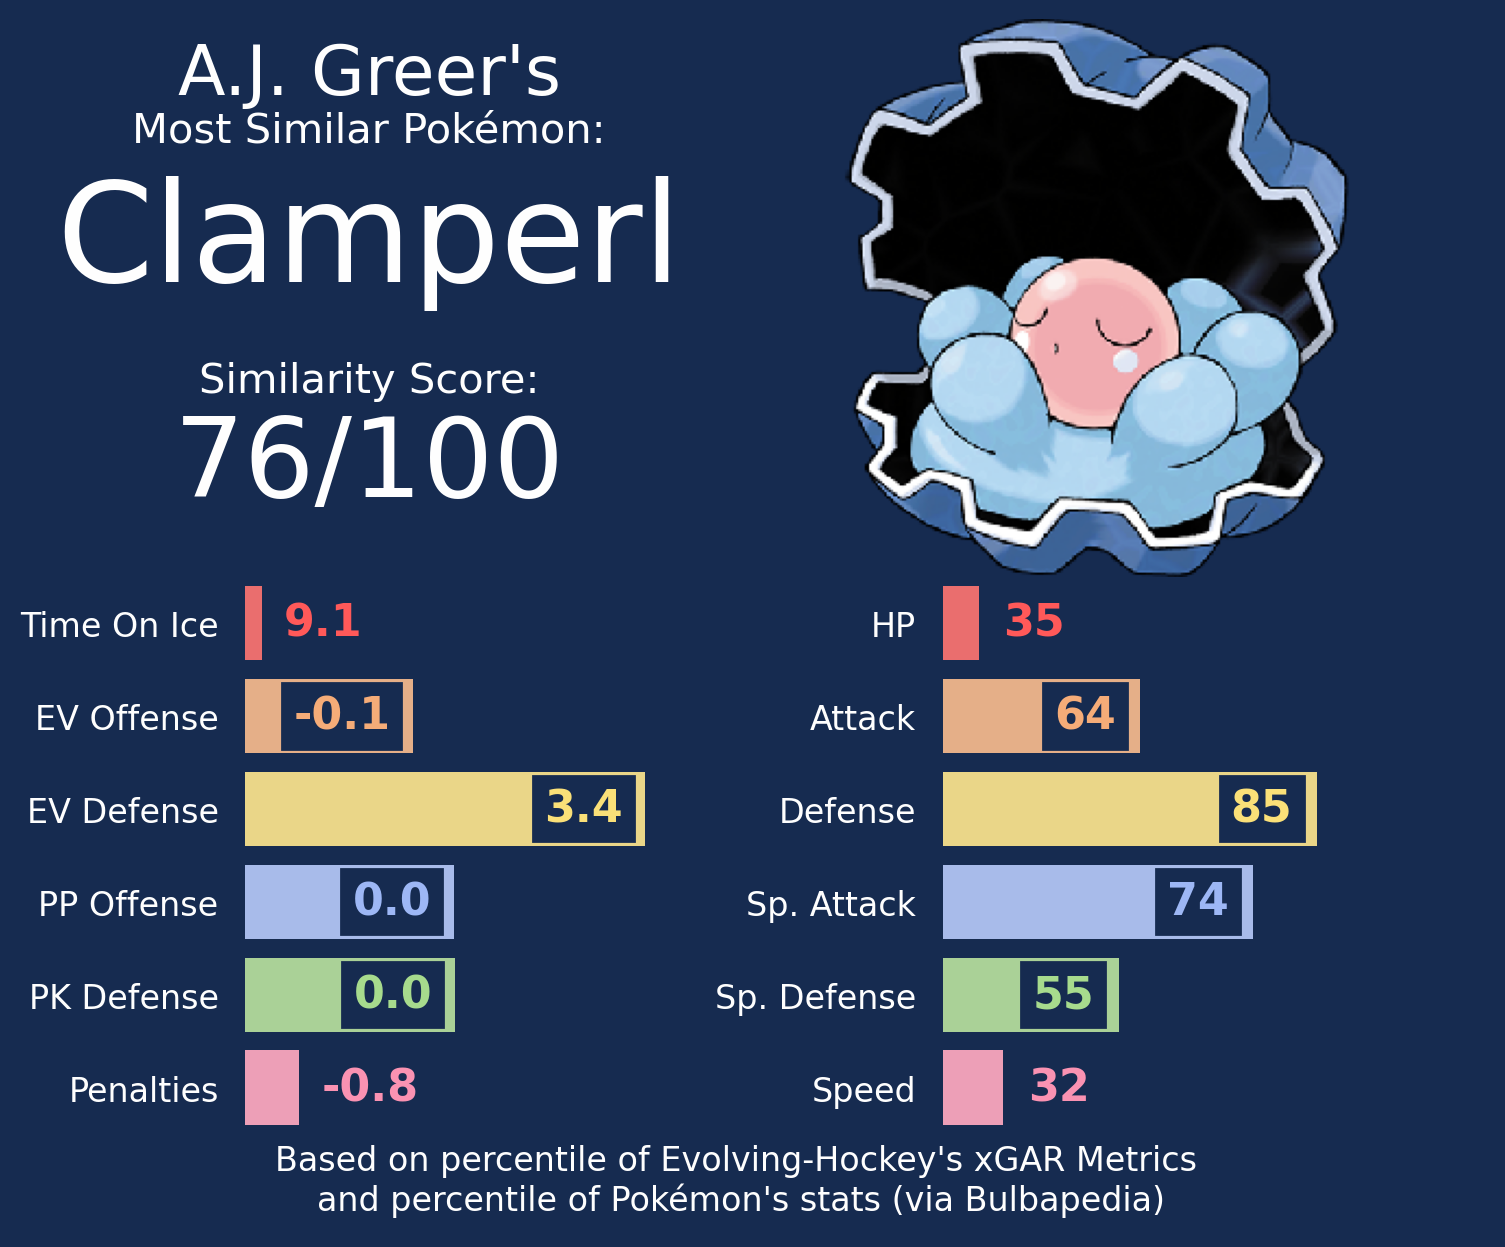 A.J. Greer's
Most Similar Pokémon:
Clamperl
Similarity Score:
76/100
Time On Ice 9.1
EV Offense -0.1
EV Defense 3.4
PP Offense 0.0
PK Defense 0.0
Penalties -0.8
HP 35
Attack 64
Defense 85
Sp. Attack 74
Sp. Defense 55
Speed 32
Based on percentile of Evolving-Hockey's xGAR Metrics
and percentile of Pokémon's stats (via Bulbapedia)